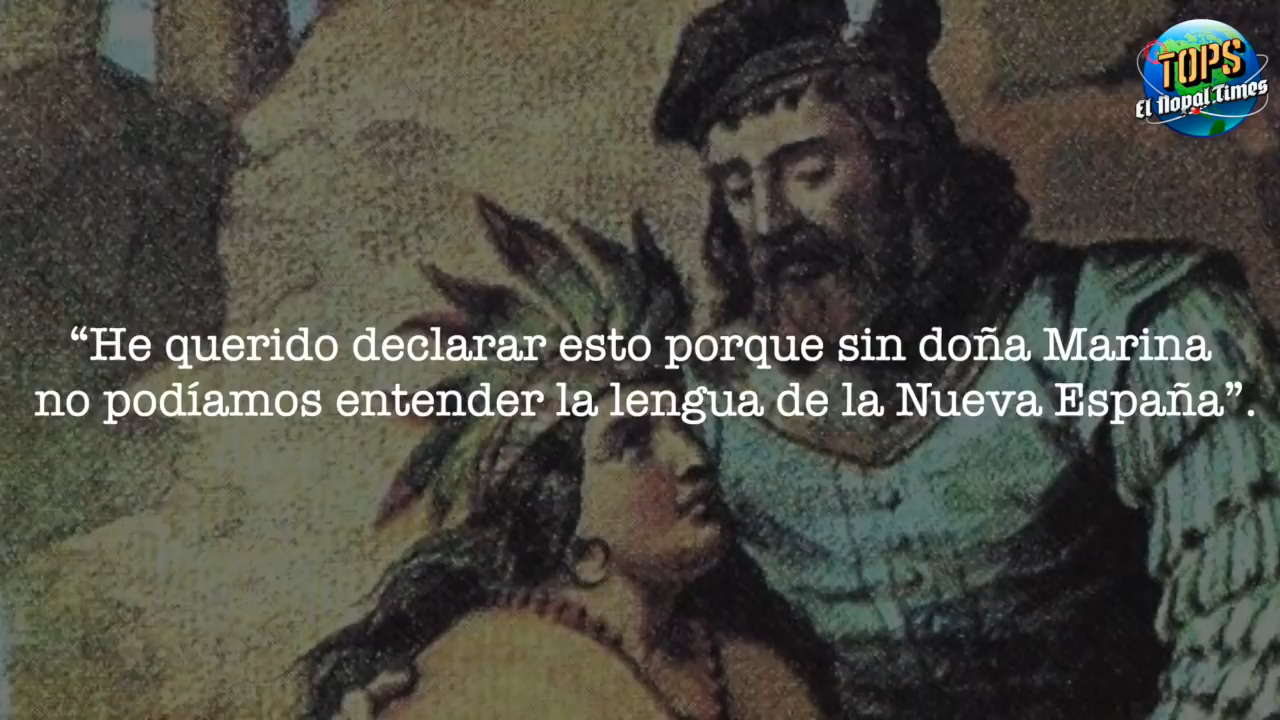 TOPS
El Nopal Times
“He querido declarar esto porque sin doña Marina
no podíamos entender la lengua de la Nueva España”.